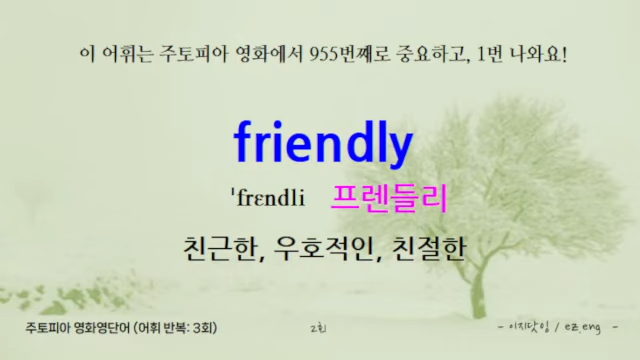 이 어휘는 주토피아 영화에서 955번째로 중요하고, 1번 나와요!
friendly
ˈfrɛndli 프렌들리
친근한, 우호적인, 친절한
주토피아 영화영단어 (어휘 반복: 3회) 2회 - 이지닷잉 / ez.eng -